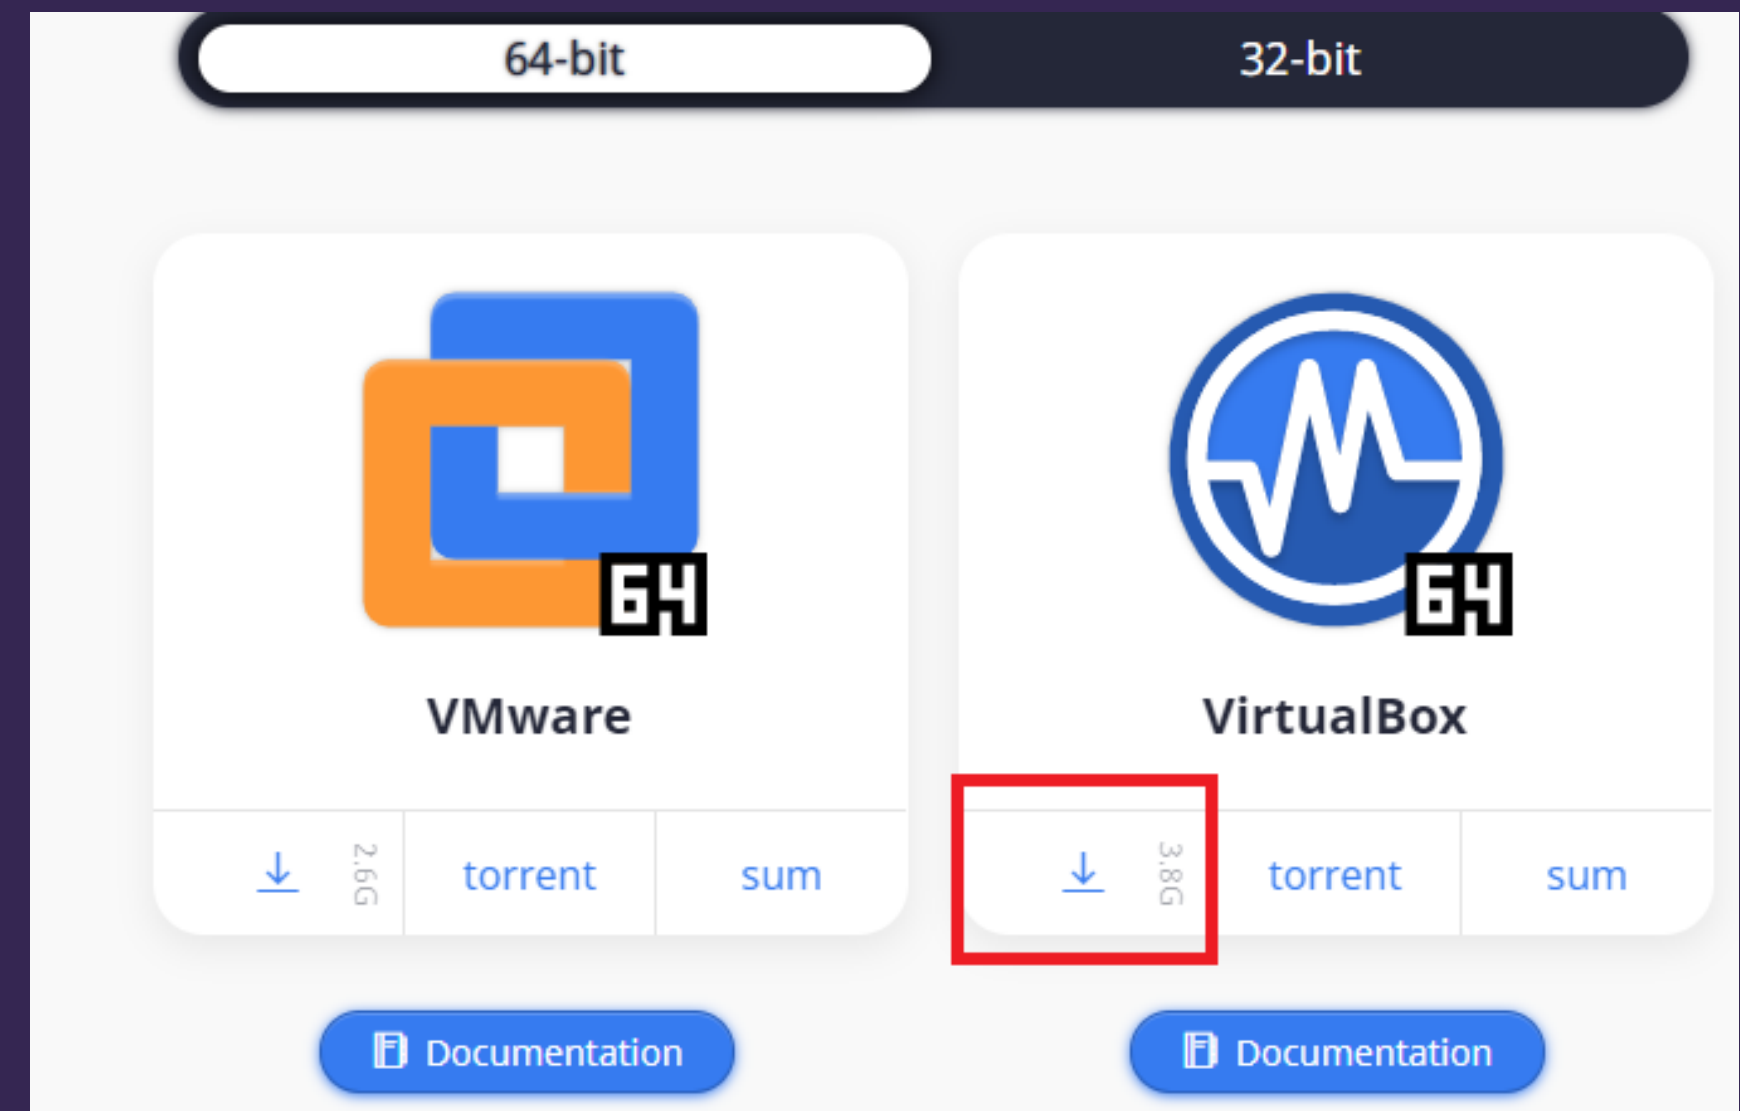 64-bit 32-bit
64 64
VMware VirtualBox
2.6G torrent sum 3.8G torrent sum
Documentation Documentation